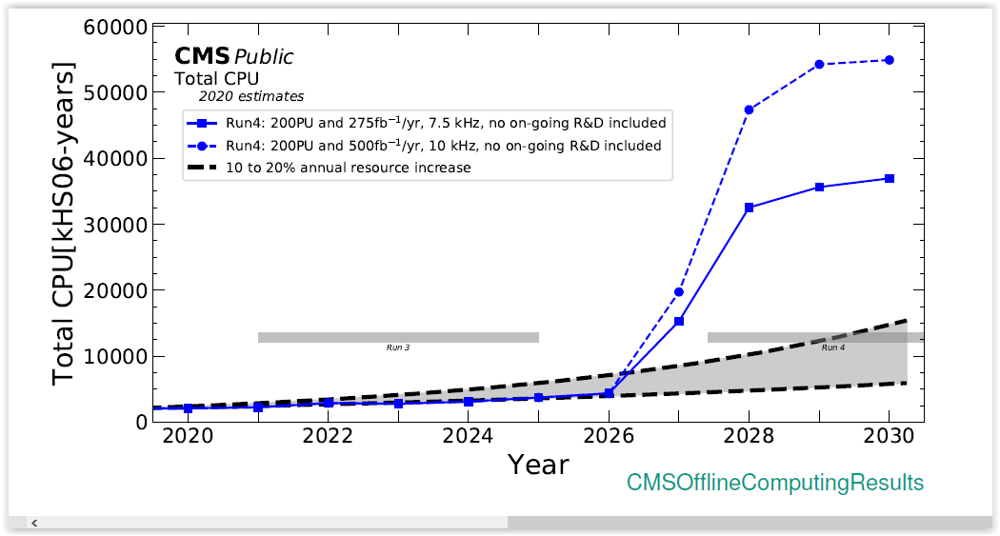 60000
50000
40000
30000
20000
10000
0
Total CPU[kHS06-years]
CMS Public
Total CPU
2020 estimates
Run4: 200PU and 275fb⁻¹/yr, 7.5 kHz, no on-going R&D included
Run4: 200PU and 500fb⁻¹/yr, 10 kHz, no on-going R&D included
10 to 20% annual resource increase
Run 3
Run 4
2020 2022 2024 2026 2028 2030
Year
CMSOfflineComputingResults